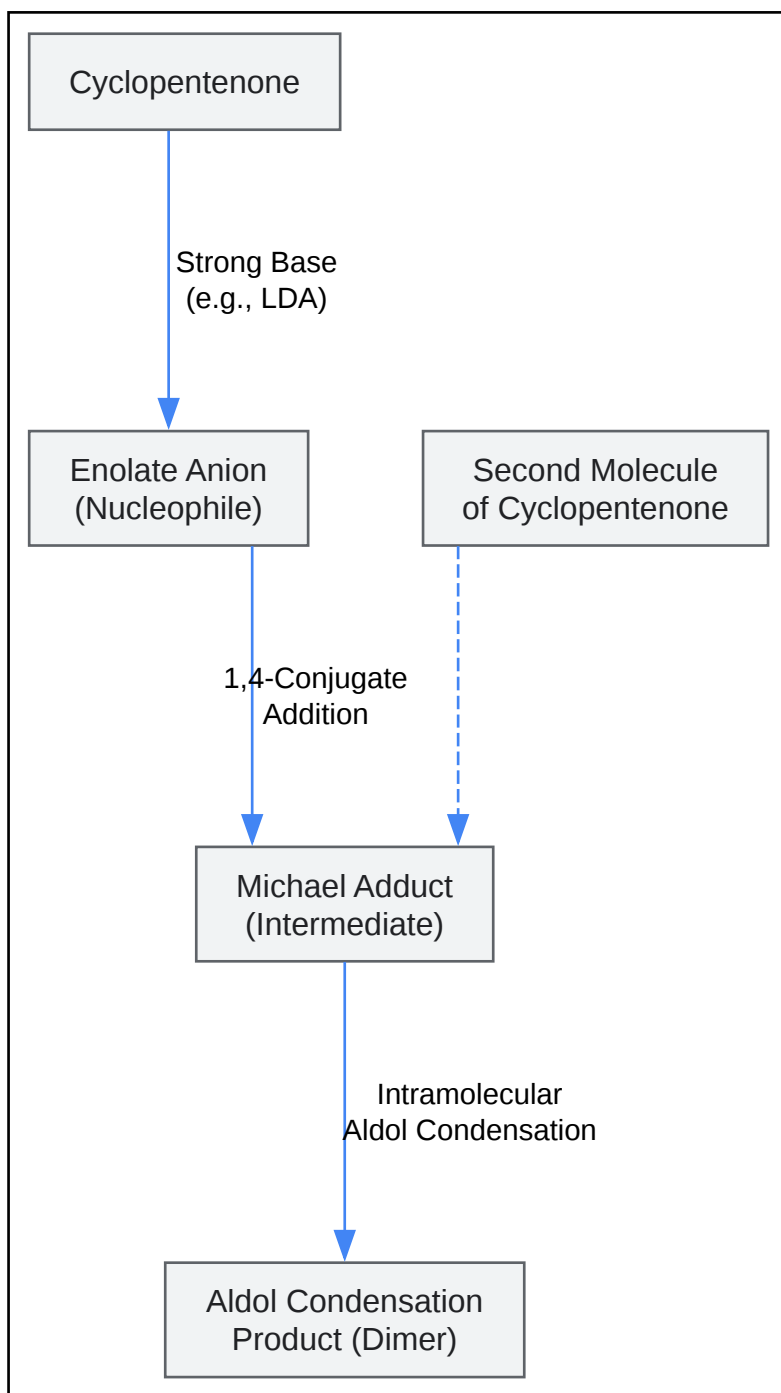 Cyclopentenone
Strong Base
(e.g., LDA)
Enolate Anion
(Nucleophile)
Second Molecule
of Cyclopentenone
1,4-Conjugate
Addition
Michael Adduct
(Intermediate)
Intramolecular
Aldol Condensation
Aldol Condensation
Product (Dimer)